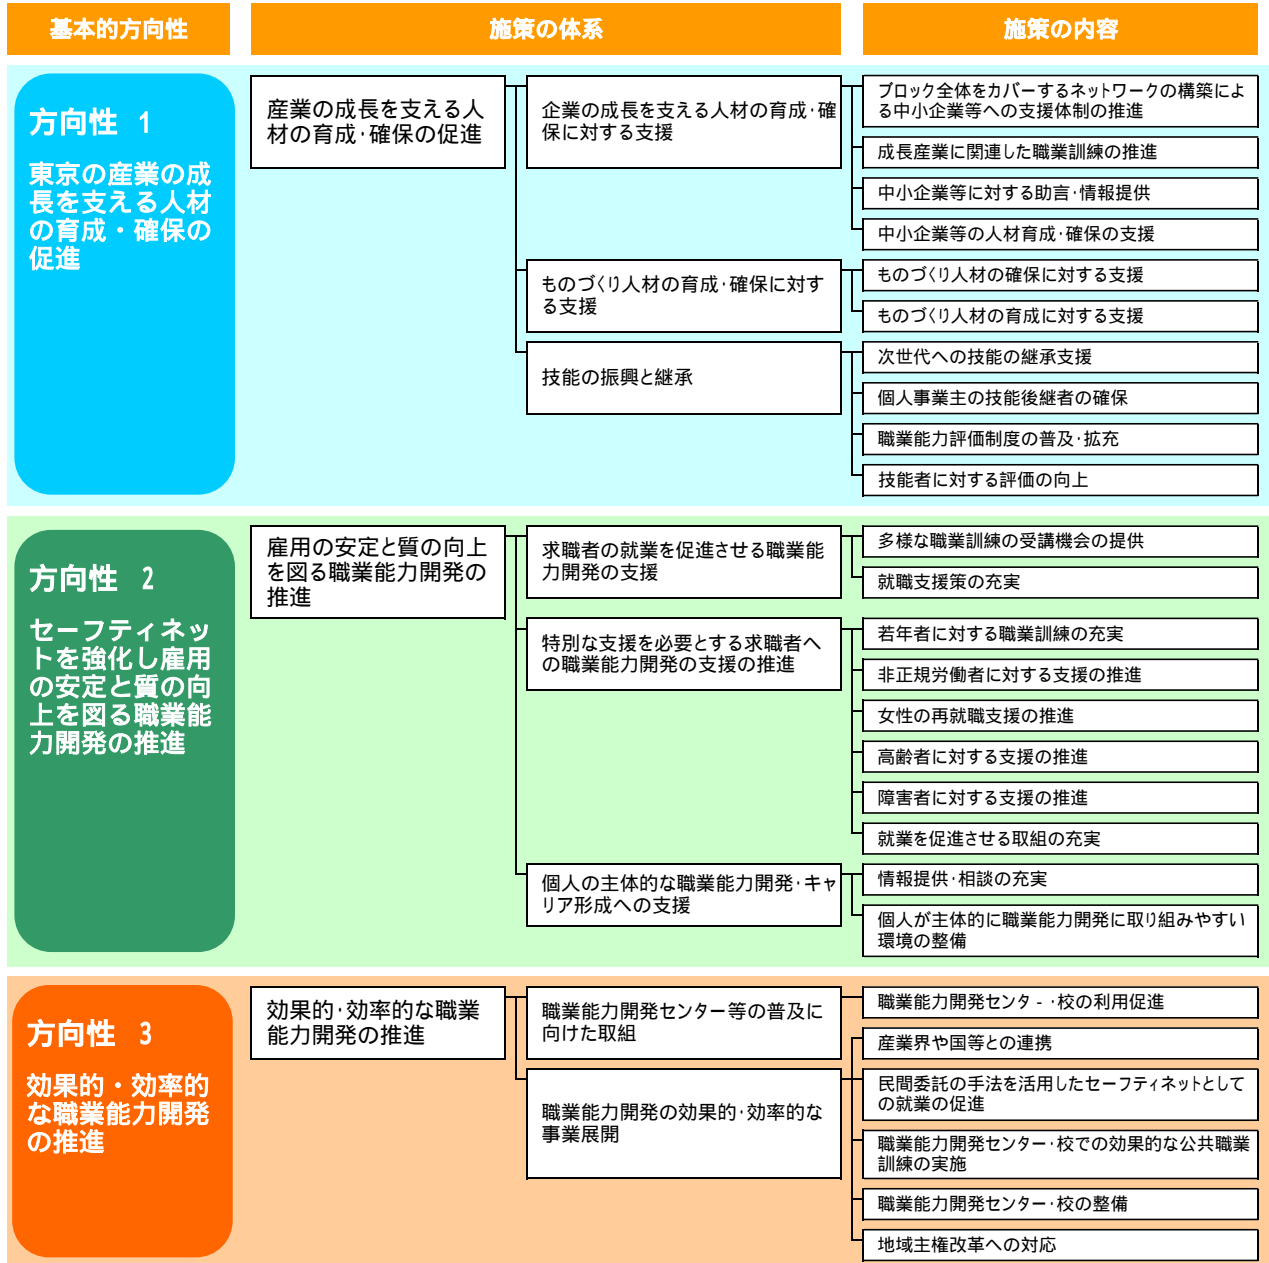 基本的方向性
施策の体系
施策の内容
方向性 1
東京の産業の成
長を支える人材
の育成・確保の
促進
産業の成長を支える人
材の育成・確保の促進
企業の成長を支える人材の育成・確
保に対する支援
ブロック全体をカバーするネットワークの構築によ
る中小企業等への支援体制の推進
成長産業に関連した職業訓練の推進
中小企業等に対する助言・情報提供
中小企業等の人材育成・確保の支援
ものづくり人材の育成・確保に対す
る支援
ものづくり人材の確保に対する支援
ものづくり人材の育成に対する支援
技能の振興と継承
次世代への技能の継承支援
個人事業主の技能後継者の確保
職業能力評価制度の普及・拡充
技能者に対する評価の向上
方向性 2
セーフティネッ
トを強化し雇用
の安定と質の向
上を図る職業能
力開発の推進
雇用の安定と質の向上
を図る職業能力開発の
推進
求職者の就業を促進させる職業能
力開発の支援
多様な職業訓練の受講機会の提供
就職支援策の充実
特別な支援を必要とする求職者へ
の職業能力開発の支援の推進
若年者に対する職業訓練の充実
非正規労働者に対する支援の推進
女性の再就職支援の推進
高齢者に対する支援の推進
障害者に対する支援の推進
就業を促進させる取組の充実
個人の主体的な職業能力開発・キャ
リア形成への支援
情報提供・相談の充実
個人が主体的に職業能力開発に取り組みやすい
環境の整備
方向性 3
効果的・効率的
な職業能力開発
の推進
効果的・効率的な職業
能力開発の推進
職業能力開発センター等の普及に
向けた取組
職業能力開発センタ‐・校の利用促進
職業能力開発の効果的・効率的な
事業展開
産業界や国等との連携
民間委託の手法を活用したセーフティネットとして
の就業の促進
職業能力開発センター・校での効果的な公共職業
訓練の実施
職業能力開発センター・校の整備
地域主権改革への対応